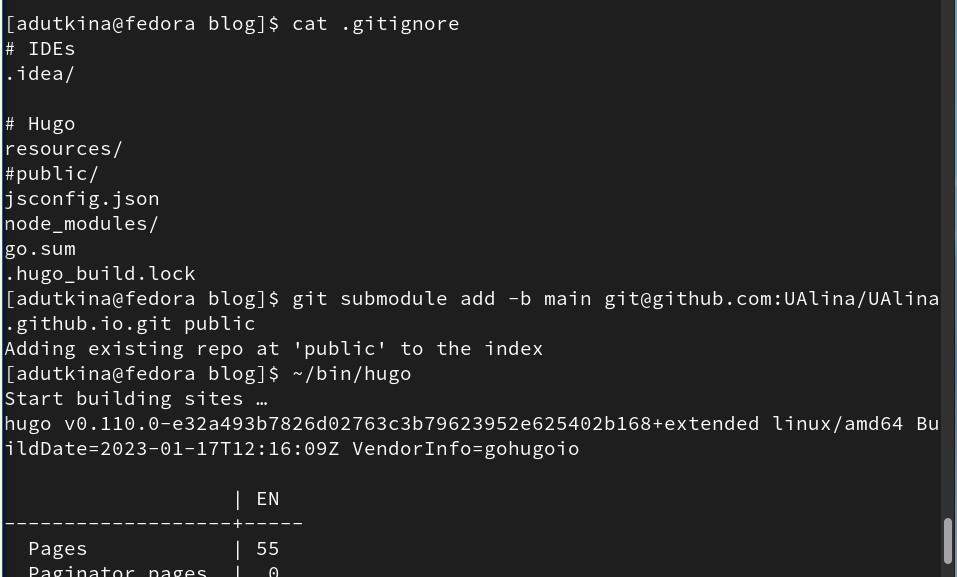 [adutkina@fedora blog]$ cat .gitignore
# IDEs
.idea/
# Hugo
resources/
#public/
jsconfig.json
node_modules/
go.sum
.hugo_build.lock
[adutkina@fedora blog]$ git submodule add -b main git@github.com:UAlina/UAlina
.github.io.git public
Adding existing repo at 'public' to the index
[adutkina@fedora blog]$ ~/bin/hugo
Start building sites …
hugo v0.110.0-e32a493b7826d02763c3b79623952e625402b168+extended linux/amd64 Bu
ildDate=2023-01-17T12:16:09Z VendorInfo=gohugoio
| EN
-------------------+-----
Pages | 55
Paginator pages | 0